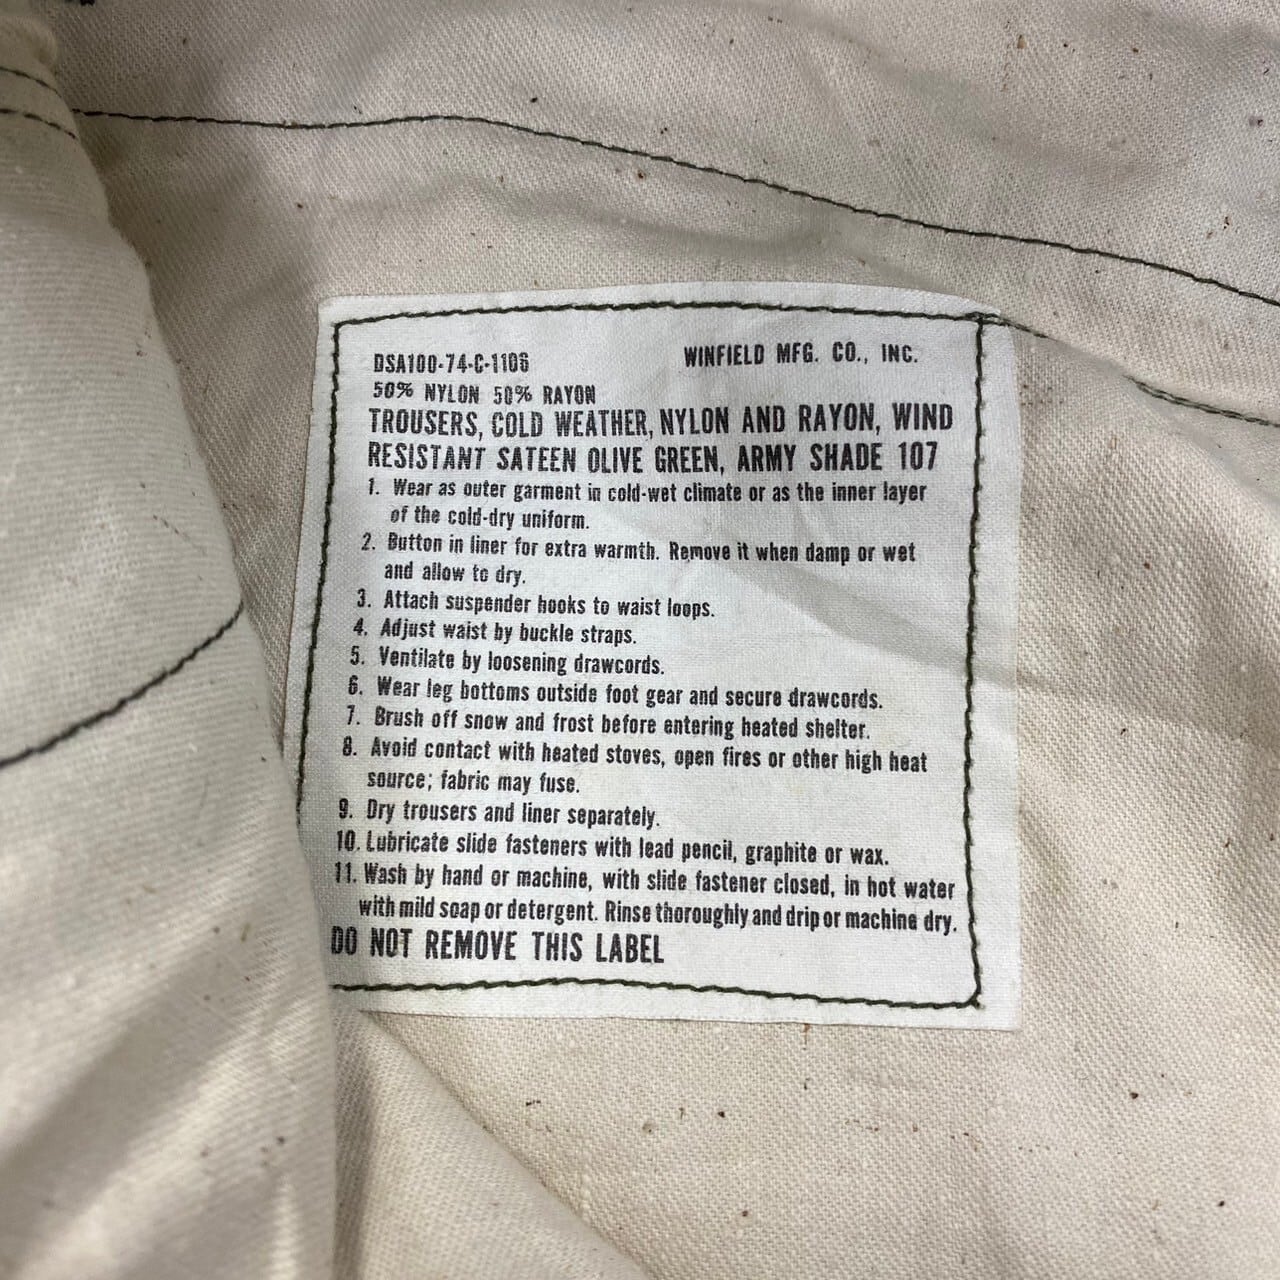 DSA100-74-C-1106 WINFIELD MFG. CO., INC.
50% NYLON 50% RAYON
TROUSERS, COLD WEATHER, NYLON AND RAYON, WIND
RESISTANT SATEEN OLIVE GREEN, ARMY SHADE 107
1. Wear as outer garment in cold-wet climate or as the inner layer
of the cold-dry uniform.
2. Button in liner for extra warmth. Remove it when damp or wet
and allow to dry.
3. Attach suspender hooks to waist loops.
4. Adjust waist by buckle straps.
5. Ventilate by loosening drawcords.
6. Wear leg bottoms outside foot gear and secure drawcords.
7. Brush off snow and frost before entering heated shelter.
8. Avoid contact with heated stoves, open fires or other high heat
source; fabric may fuse.
9. Dry trousers and liner separately.
10. Lubricate slide fasteners with lead pencil, graphite or wax.
11. Wash by hand or machine, with slide fastener closed, in hot water
with mild soap or detergent. Rinse thoroughly and drip or machine dry.
DO NOT REMOVE THIS LABEL